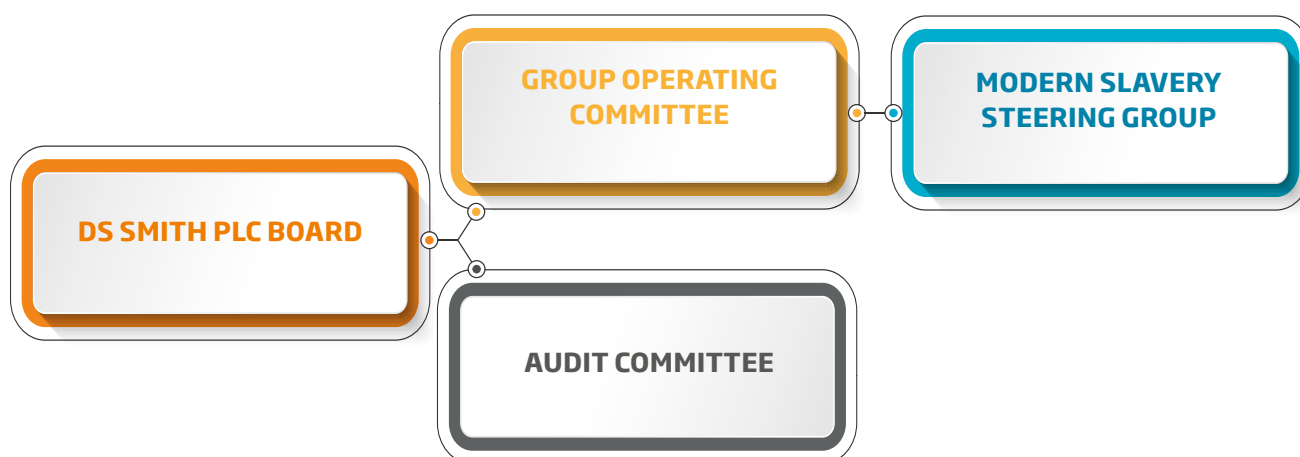 GROUP OPERATING
COMMITTEE
MODERN SLAVERY
STEERING GROUP
DS SMITH PLC BOARD
AUDIT COMMITTEE